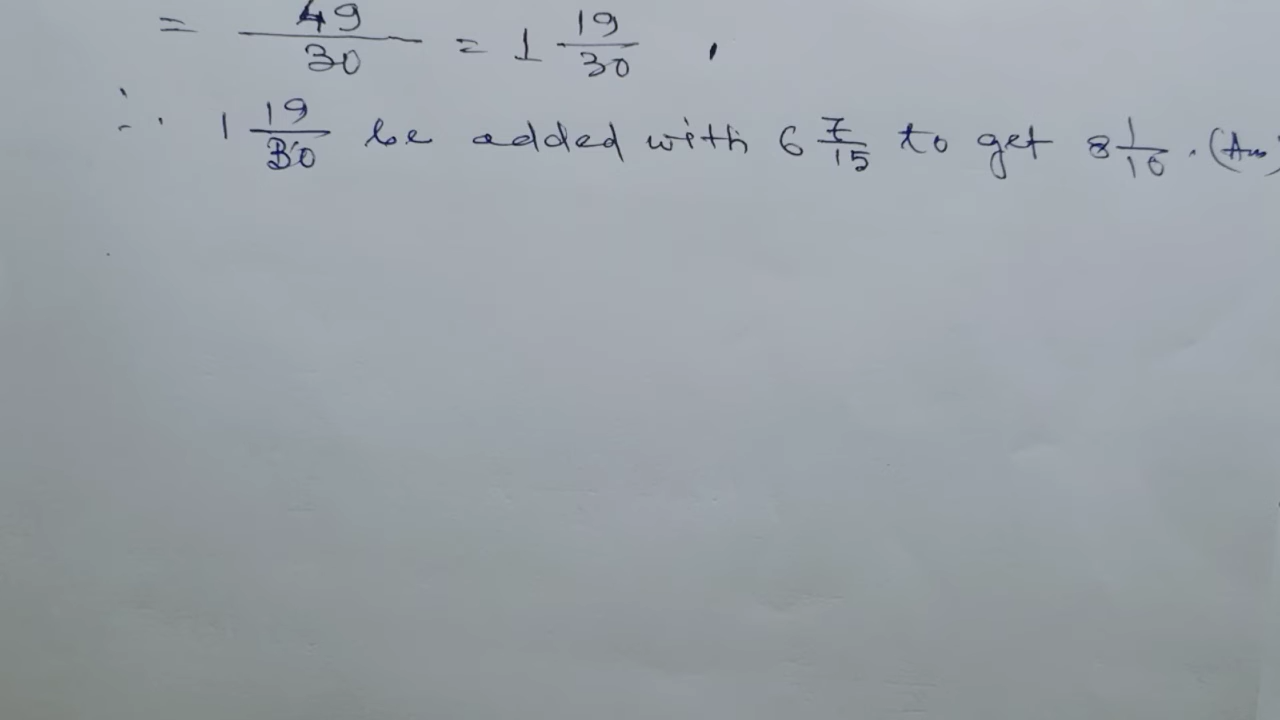 = 49/30 = 1 19/30 ,
∴ 1 19/30 be added with 6 7/15 to get 8 1/10 . (Ans)